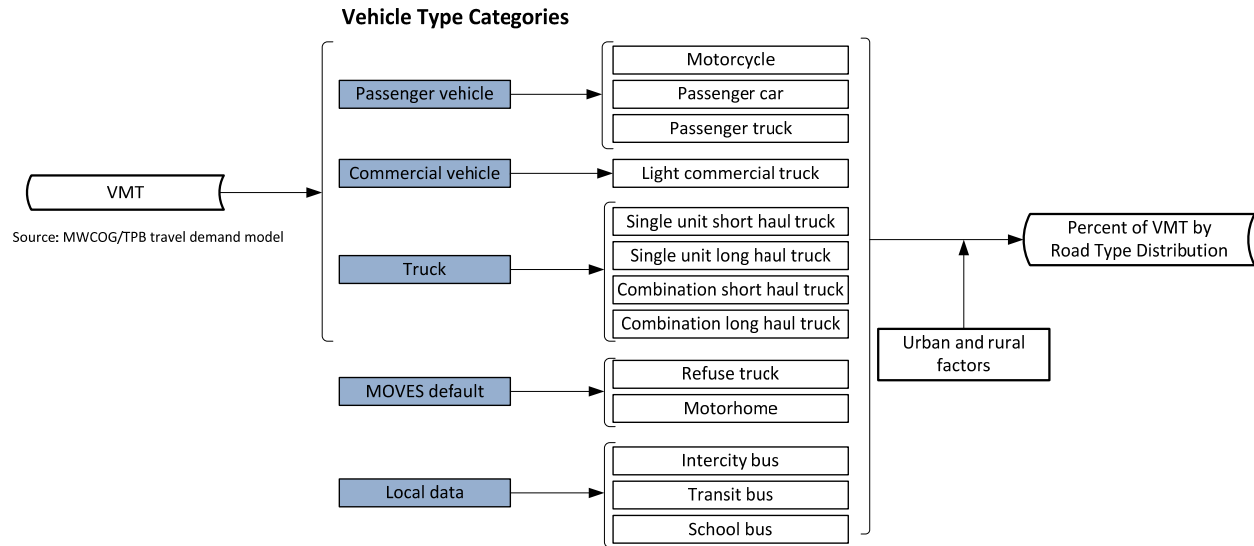 Vehicle Type Categories
VMT
Source: MWCOG/TPB travel demand model
Passenger vehicle
Commercial vehicle
Truck
MOVES default
Local data
Motorcycle
Passenger car
Passenger truck
Light commercial truck
Single unit short haul truck
Single unit long haul truck
Combination short haul truck
Combination long haul truck
Refuse truck
Motorhome
Intercity bus
Transit bus
School bus
Urban and rural
factors
Percent of VMT by
Road Type Distribution